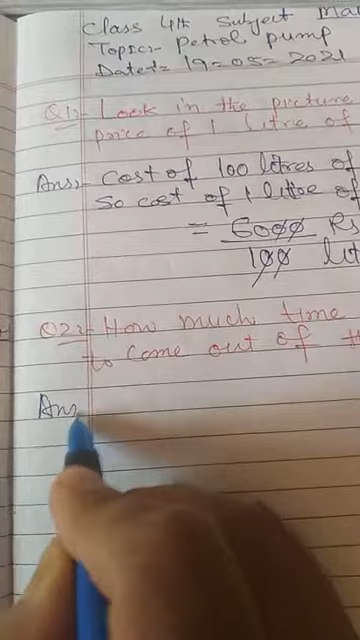 Class 4th Subject Mat
Topic:- Petrol pump
Date:- 19-05-2021
Q1:- Look in the picture
price of 1 Litre of
Ans:- Cost of 100 litres of
so cost of 1 litre of
= 6000 Rs
100 lit
Q2:- How much time
to come out of th
Ans